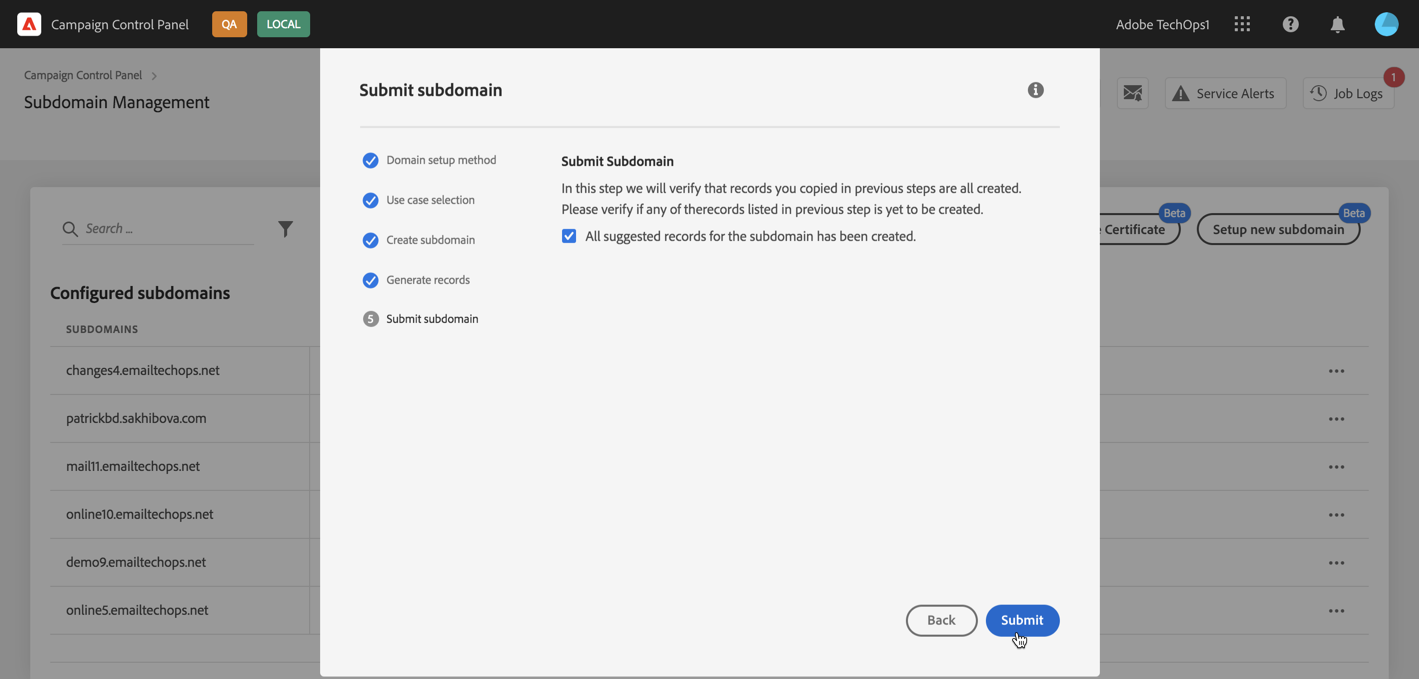 Campaign Control Panel
QA
LOCAL
Adobe TechOps1
Campaign Control Panel
Subdomain Management
Service Alerts
Job Logs
1
Submit subdomain
Domain setup method
Use case selection
Create subdomain
Generate records
5
Submit subdomain
Submit Subdomain
In this step we will verify that records you copied in previous steps are all created.
Please verify if any of therecords listed in previous step is yet to be created.
All suggested records for the subdomain has been created.
Back
Submit
Search ...
Certificate
Beta
Setup new subdomain
Beta
Configured subdomains
SUBDOMAINS
changes4.emailtechops.net
patrickbd.sakhibova.com
mail11.emailtechops.net
online10.emailtechops.net
demo9.emailtechops.net
online5.emailtechops.net